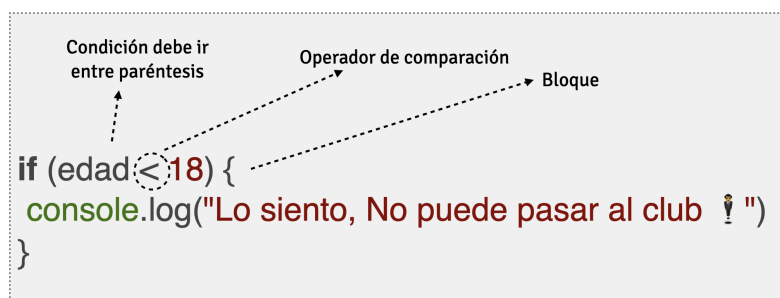 Condición debe ir
entre paréntesis
Operador de comparación
Bloque
if (edad < 18) {
console.log("Lo siento, No puede pasar al club 🕴 ")
}